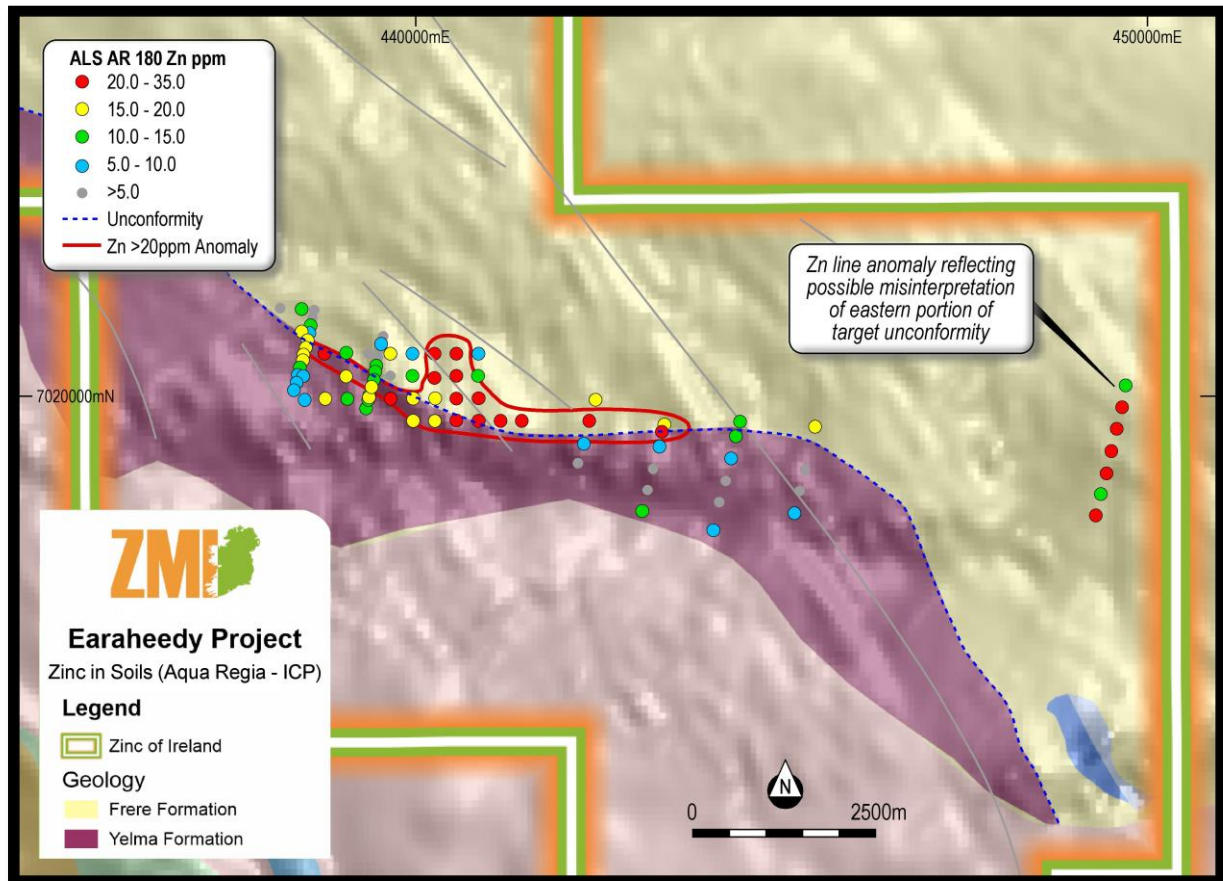 440000mE
450000mE
ALS AR 180 Zn ppm
20.0 - 35.0
15.0 - 20.0
10.0 - 15.0
5.0 - 10.0
>5.0
Unconformity
Zn >20ppm Anomaly
Zn line anomaly reflecting
possible misinterpretation
of eastern portion of
target unconformity
7020000mN
ZMI
Earaheedy Project
Zinc in Soils (Aqua Regia - ICP)
Legend
Zinc of Ireland
Geology
Frere Formation
Yelma Formation
N
0 2500m